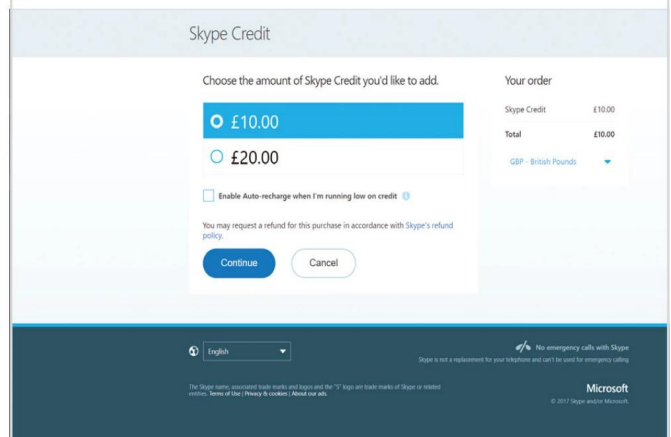 Skype Credit
Choose the amount of Skype Credit you'd like to add.
£10.00
£20.00
Enable Auto-recharge when I'm running low on credit
You may request a refund for this purchase in accordance with Skype's refund
policy.
Continue
Cancel
Your order
Skype Credit £10.00
Total £10.00
GBP - British Pounds
English
No emergency calls with Skype
Skype is not a replacement for your telephone and can't be used for emergency calling
The Skype name, associated trade marks and logos and the "S" logo are trade marks of Skype or related
entities. Terms of Use | Privacy & cookies | About our ads
Microsoft
© 2017 Skype and/or Microsoft.